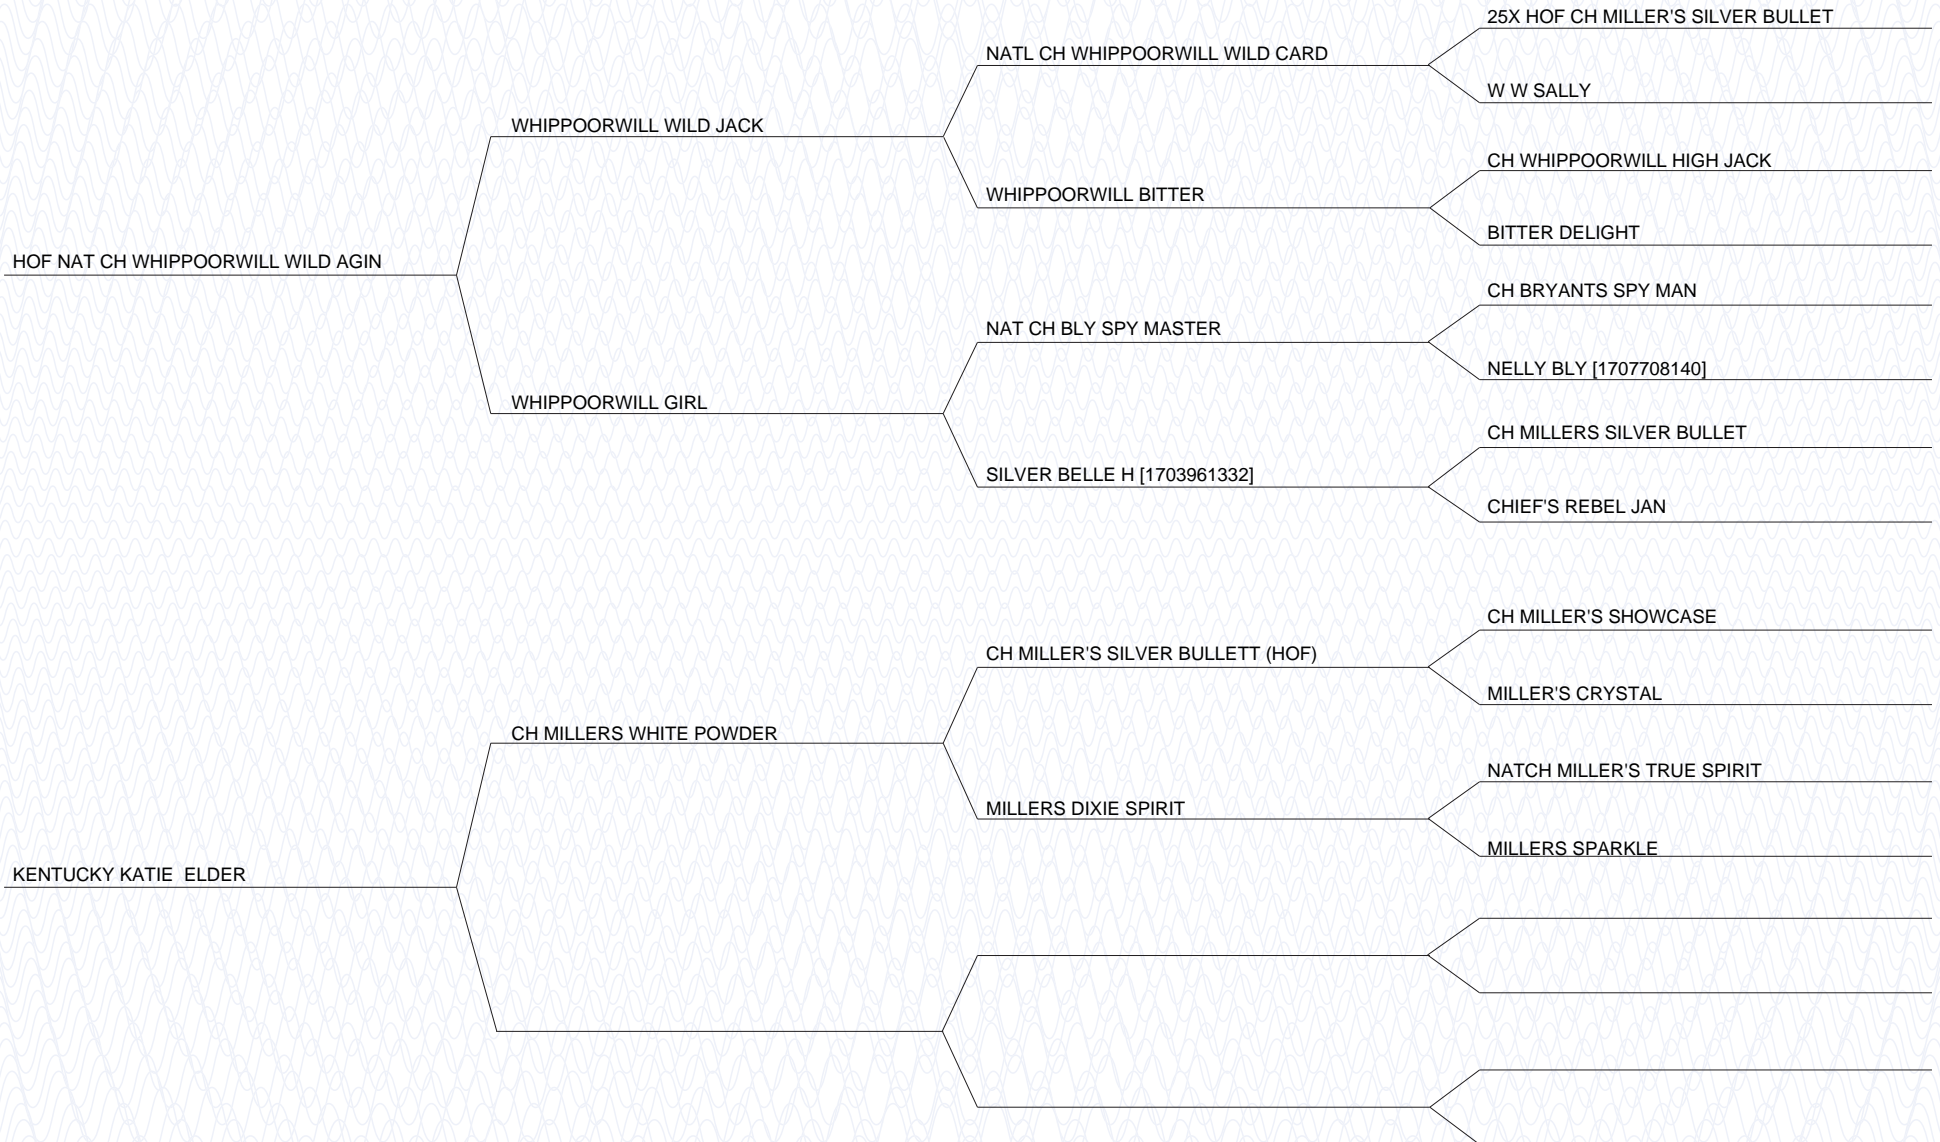 25X HOF CH MILLER'S SILVER BULLET
NATL CH WHIPPOORWILL WILD CARD
W W SALLY
WHIPPOORWILL WILD JACK
CH WHIPPOORWILL HIGH JACK
WHIPPOORWILL BITTER
BITTER DELIGHT
HOF NAT CH WHIPPOORWILL WILD AGIN
CH BRYANTS SPY MAN
NAT CH BLY SPY MASTER
NELLY BLY [1707708140]
WHIPPOORWILL GIRL
CH MILLERS SILVER BULLET
SILVER BELLE H [1703961332]
CHIEF'S REBEL JAN
CH MILLER'S SHOWCASE
CH MILLER'S SILVER BULLETT (HOF)
MILLER'S CRYSTAL
CH MILLERS WHITE POWDER
NATCH MILLER'S TRUE SPIRIT
MILLERS DIXIE SPIRIT
MILLERS SPARKLE
KENTUCKY KATIE  ELDER